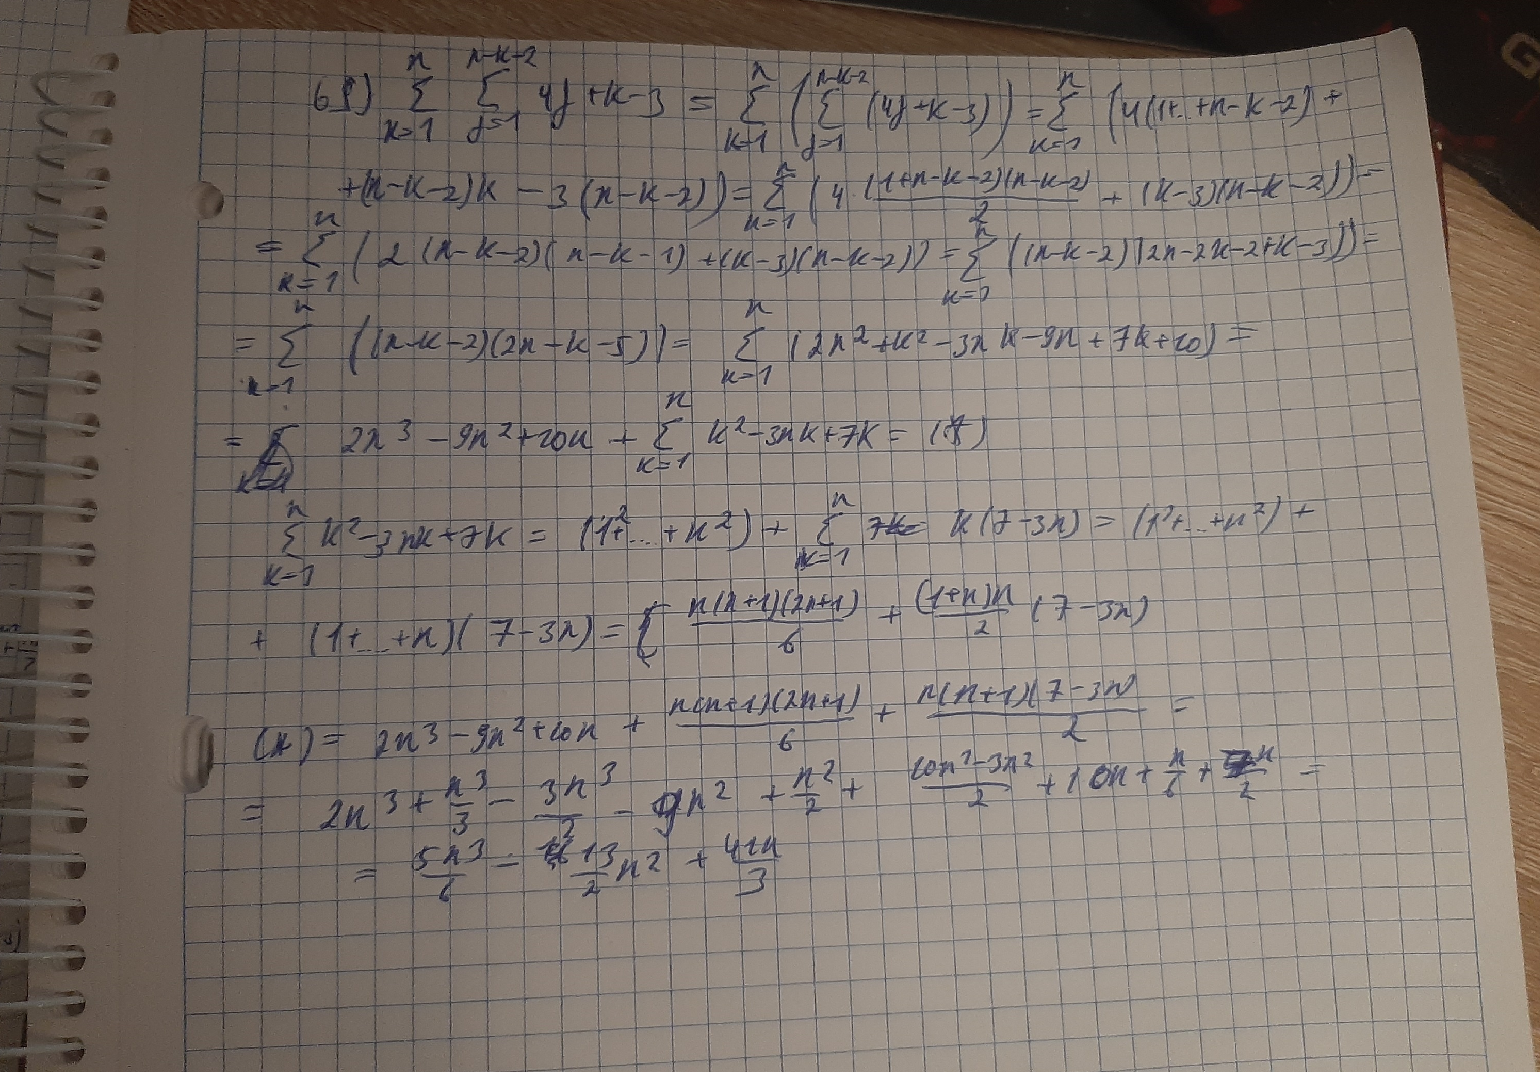 6 1) \sum_{k=1}^{n} \sum_{j=1}^{n-k-2} 4j+k-3 = \sum_{k=1}^{n} (\sum_{j=1}^{n-k-2} (4j+k-3)) = \sum_{k=1}^{n} (4(1+..+n-k-2)+
+(n-k-2)k - 3(n-k-2)) = \sum_{k=1}^{n} (4 \cdot \frac{(1+n-k-2)(n-k-2)}{2} + (k-3)(n-k-2)) =
= \sum_{k=1}^{n} (2(n-k-2)(n-k-1)+(k-3)(n-k-2)) = \sum_{k=1}^{n} ((n-k-2)(2n-2k-2+k-3)) =
= \sum_{k=1}^{n} ((n-k-2)(2n-k-5)) = \sum_{k=1}^{n} (2n^2+k^2-3nk-9n+7k+10) =
= 2n^3-9n^2+10n + \sum_{k=1}^{n} k^2-3nk+7k = (*)
\sum_{k=1}^{n} k^2-3nk+7k = (1^2+...+n^2) + \sum_{k=1}^{n} k(7-3n) = (1^2+...+n^2) +
+ (1+...+n)(7-3n) = \frac{n(n+1)(2n+1)}{6} + \frac{(1+n)n}{2} (7-3n)
(*) = 2n^3-9n^2+10n + \frac{n(n+1)(2n+1)}{6} + \frac{n(n+1)(7-3n)}{2} =
= 2n^3 + \frac{n^3}{3} - \frac{3n^3}{2} - 9n^2 + \frac{n^2}{2} + \frac{10n^2-3n^2}{2} + 10n + \frac{n}{6} + \frac{n}{2} =
= \frac{5n^3}{6} - \frac{13}{2}n^2 + \frac{41n}{3}
G